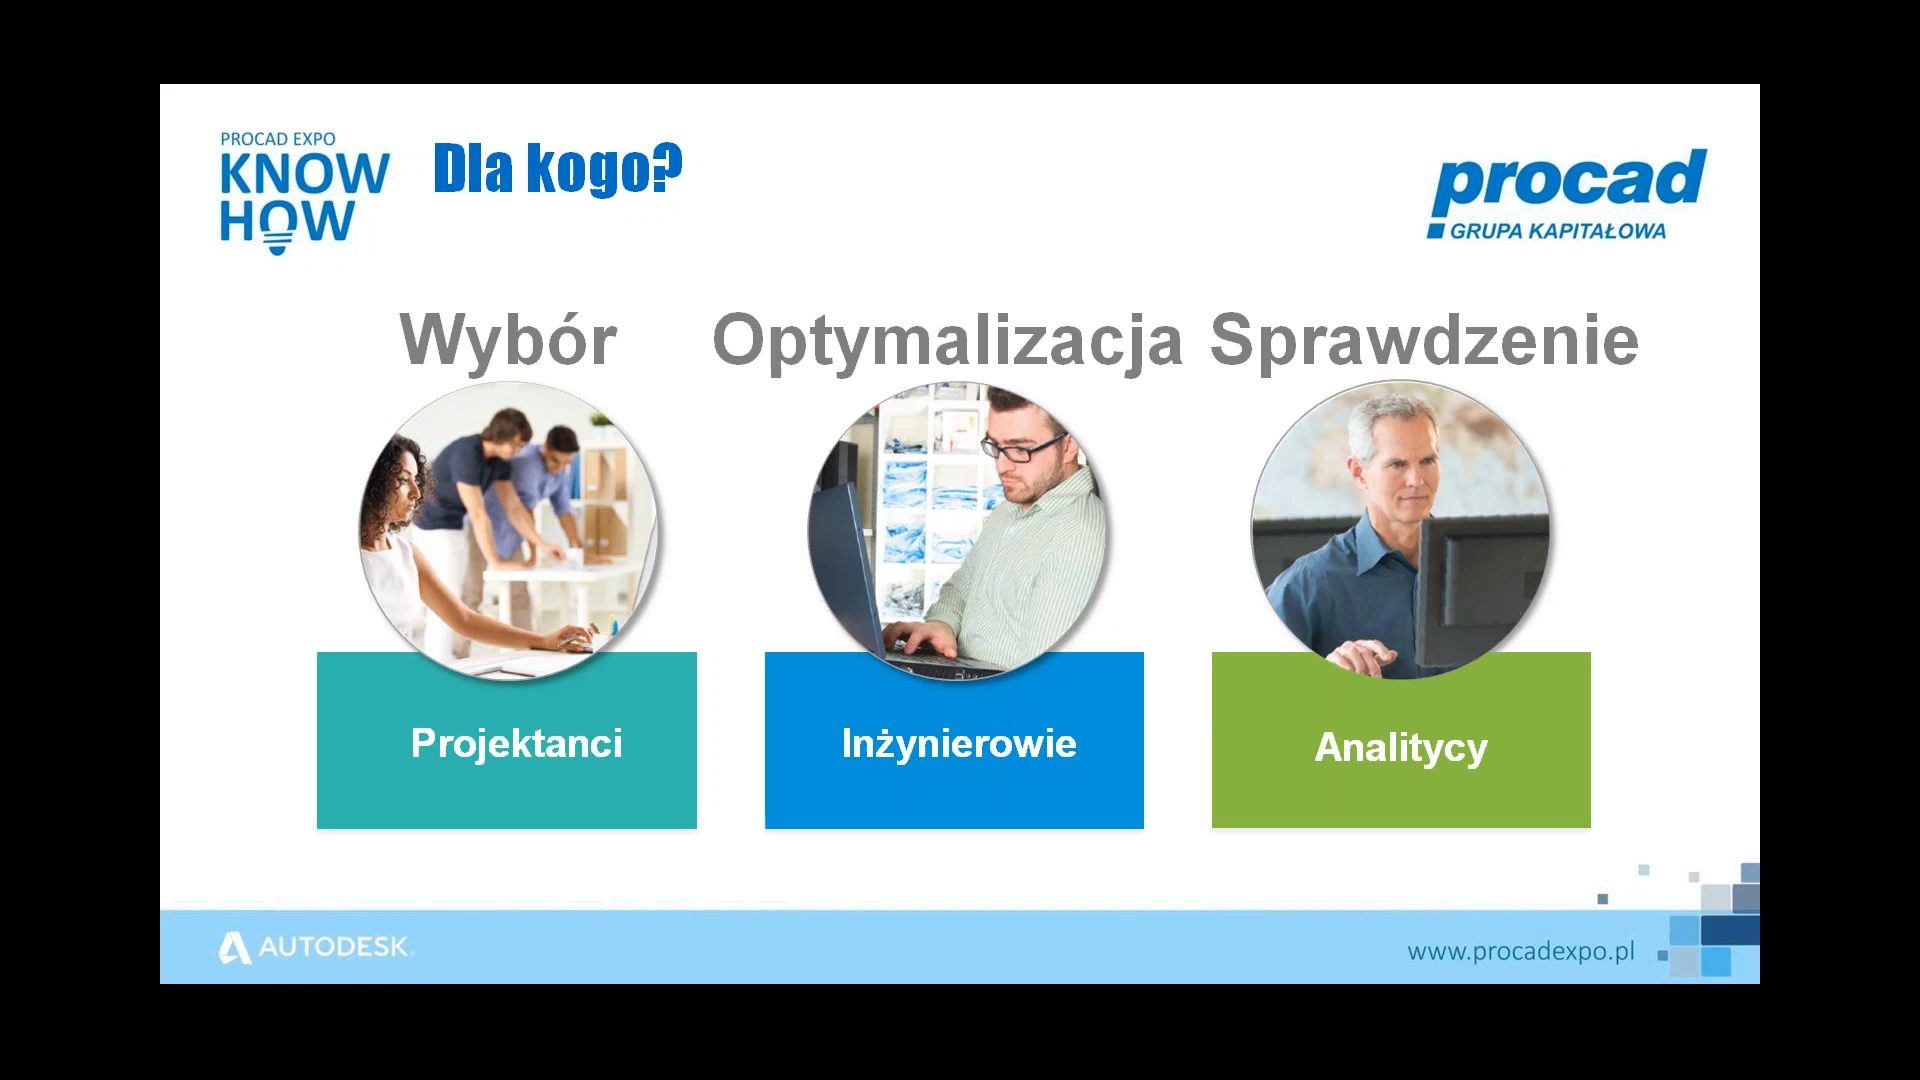 PROCAD EXPO
KNOW
HOW
Dla kogo?
procad
GRUPA KAPITAŁOWA
Wybór
Optymalizacja
Sprawdzenie
Projektanci
Inżynierowie
Analitycy
AUTODESK
www.procadexpo.pl